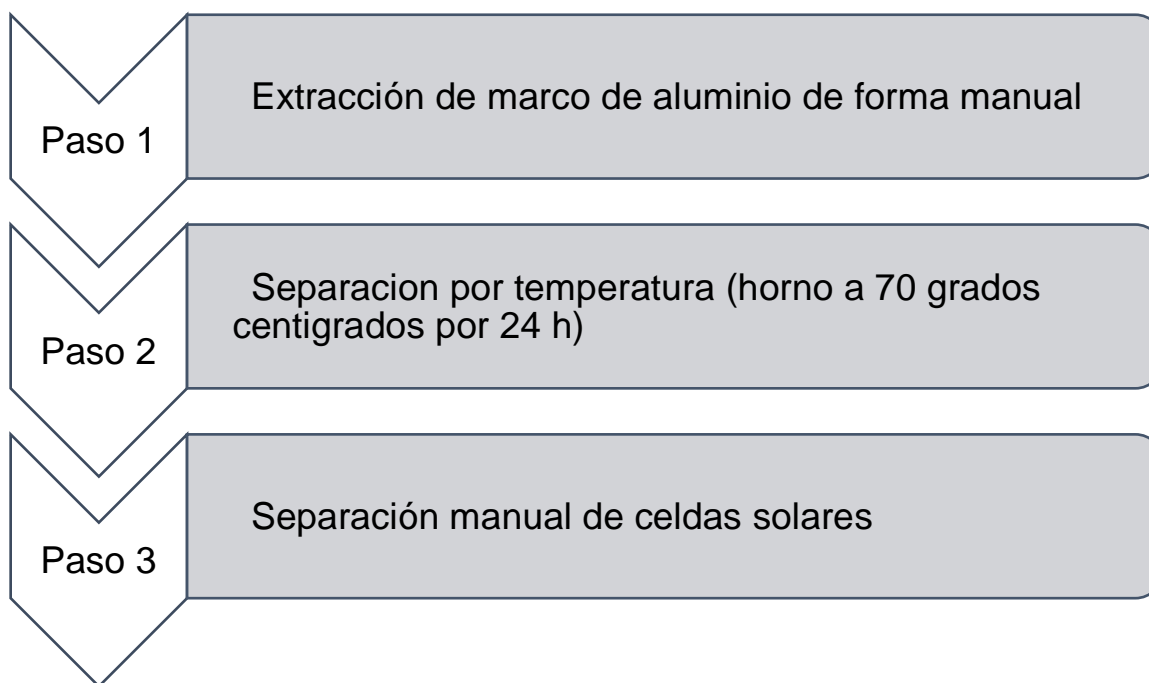 Paso 1
Extracción de marco de aluminio de forma manual
Paso 2
Separacion por temperatura (horno a 70 grados
centigrados por 24 h)
Paso 3
Separación manual de celdas solares